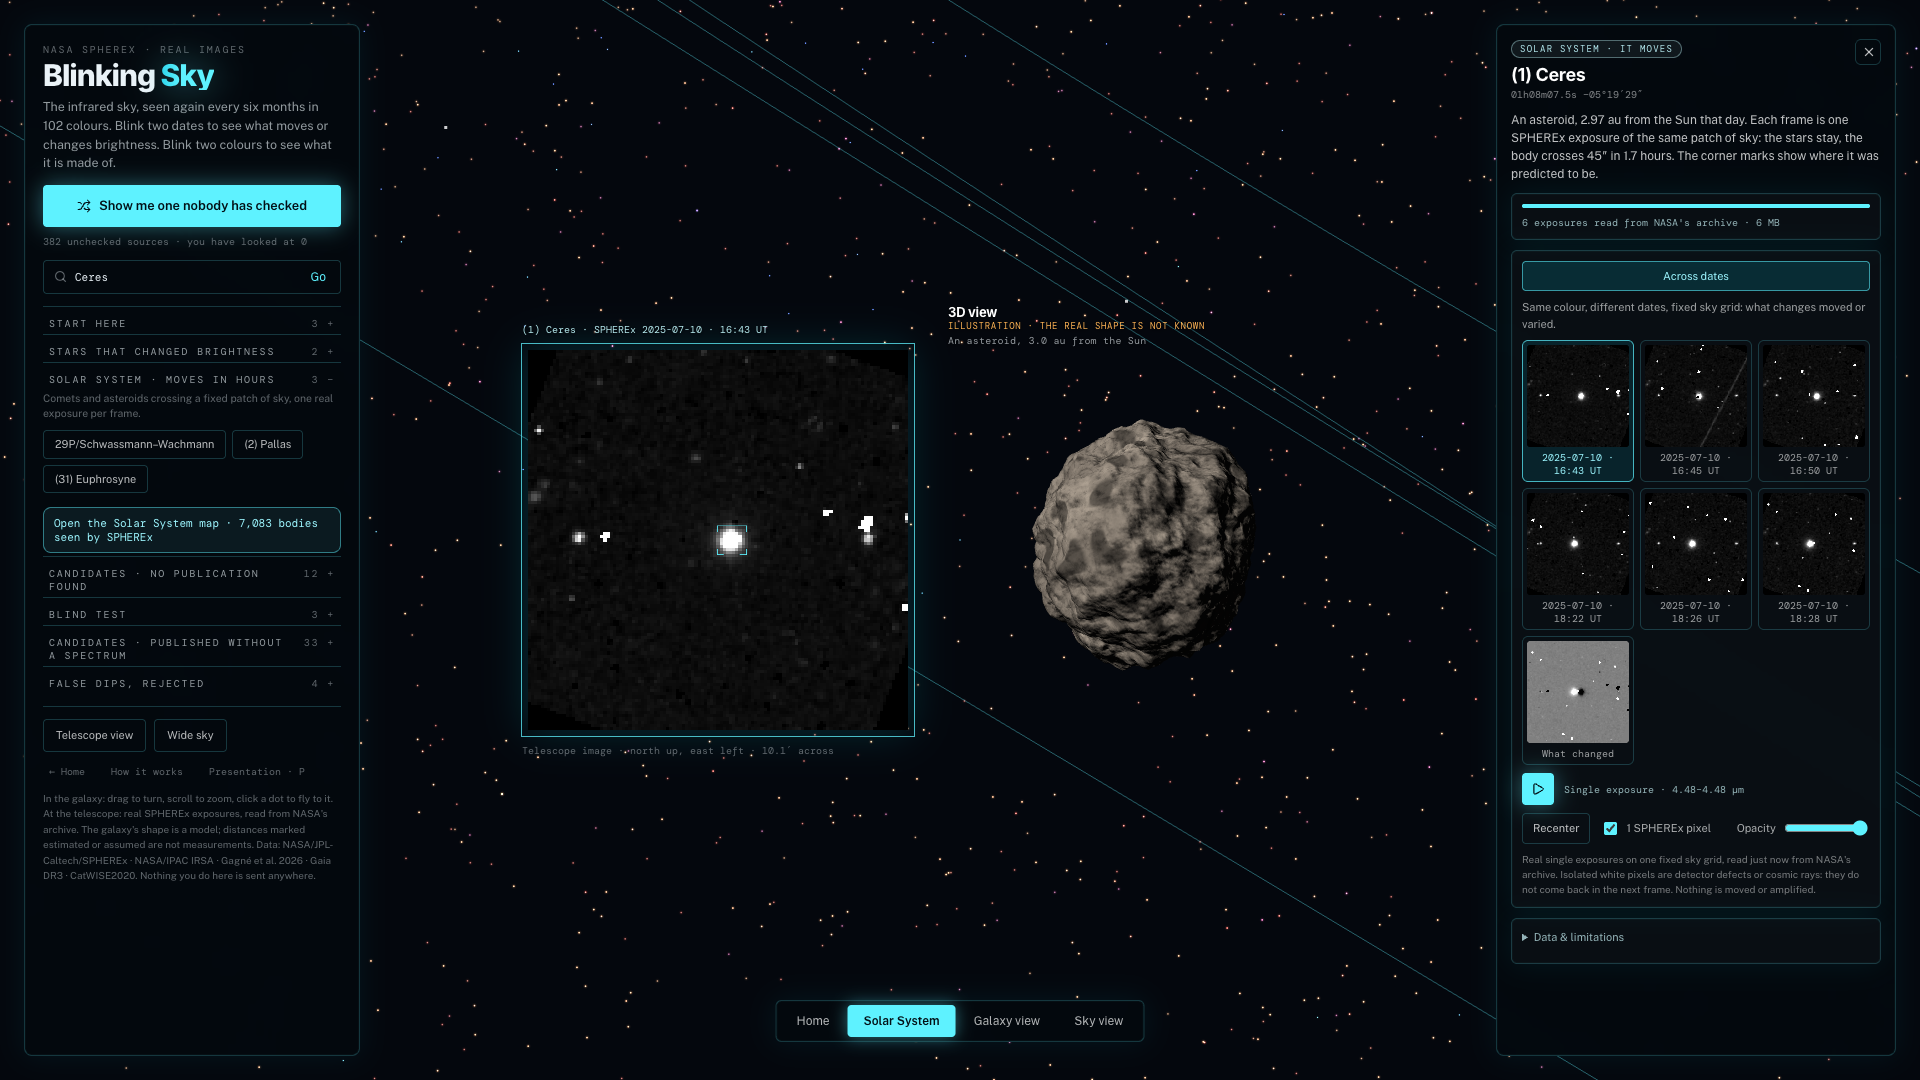 NASA SPHEREX · REAL IMAGES
Blinking Sky
The infrared sky, seen again every six months in
102 colours. Blink two dates to see what moves or
changes brightness. Blink two colours to see what
it is made of.
Show me one nobody has checked
382 unchecked sources · you have looked at 0
Ceres
Go
START HERE 3 +
STARS THAT CHANGED BRIGHTNESS 2 +
SOLAR SYSTEM · MOVES IN HOURS 3 −
Comets and asteroids crossing a fixed patch of sky, one real
exposure per frame.
29P/Schwassmann–Wachmann
(2) Pallas
(31) Euphrosyne
Open the Solar System map · 7,083 bodies
seen by SPHEREx
CANDIDATES · NO PUBLICATION 12 +
FOUND
BLIND TEST 3 +
CANDIDATES · PUBLISHED WITHOUT 33 +
A SPECTRUM
FALSE DIPS, REJECTED 4 +
Telescope view
Wide sky
← Home
How it works
Presentation · P
In the galaxy: drag to turn, scroll to zoom, click a dot to fly to it.
At the telescope: real SPHEREx exposures, read from NASA's
archive. The galaxy's shape is a model; distances marked
estimated or assumed are not measurements. Data: NASA/JPL-
Caltech/SPHEREx · NASA/IPAC IRSA · Gagné et al. 2026 · Gaia
DR3 · CatWISE2020. Nothing you do here is sent anywhere.
(1) Ceres · SPHEREx 2025-07-10 · 16:43 UT
Telescope image · north up, east left · 10.1′ across
3D view
ILLUSTRATION · THE REAL SHAPE IS NOT KNOWN
An asteroid, 3.0 au from the Sun
Home
Solar System
Galaxy view
Sky view
SOLAR SYSTEM · IT MOVES
(1) Ceres
01h08m07.5s −05°19′29″
An asteroid, 2.97 au from the Sun that day. Each frame is one
SPHEREx exposure of the same patch of sky: the stars stay, the
body crosses 45″ in 1.7 hours. The corner marks show where it was
predicted to be.
6 exposures read from NASA's archive · 6 MB
Across dates
Same colour, different dates, fixed sky grid: what changes moved or
varied.
2025-07-10 ·
16:43 UT
2025-07-10 ·
16:45 UT
2025-07-10 ·
16:50 UT
2025-07-10 ·
18:22 UT
2025-07-10 ·
18:26 UT
2025-07-10 ·
18:28 UT
What changed
Single exposure · 4.48–4.48 µm
Recenter
1 SPHEREx pixel
Opacity
Real single exposures on one fixed sky grid, read just now from NASA's
archive. Isolated white pixels are detector defects or cosmic rays: they do
not come back in the next frame. Nothing is moved or amplified.
Data & limitations